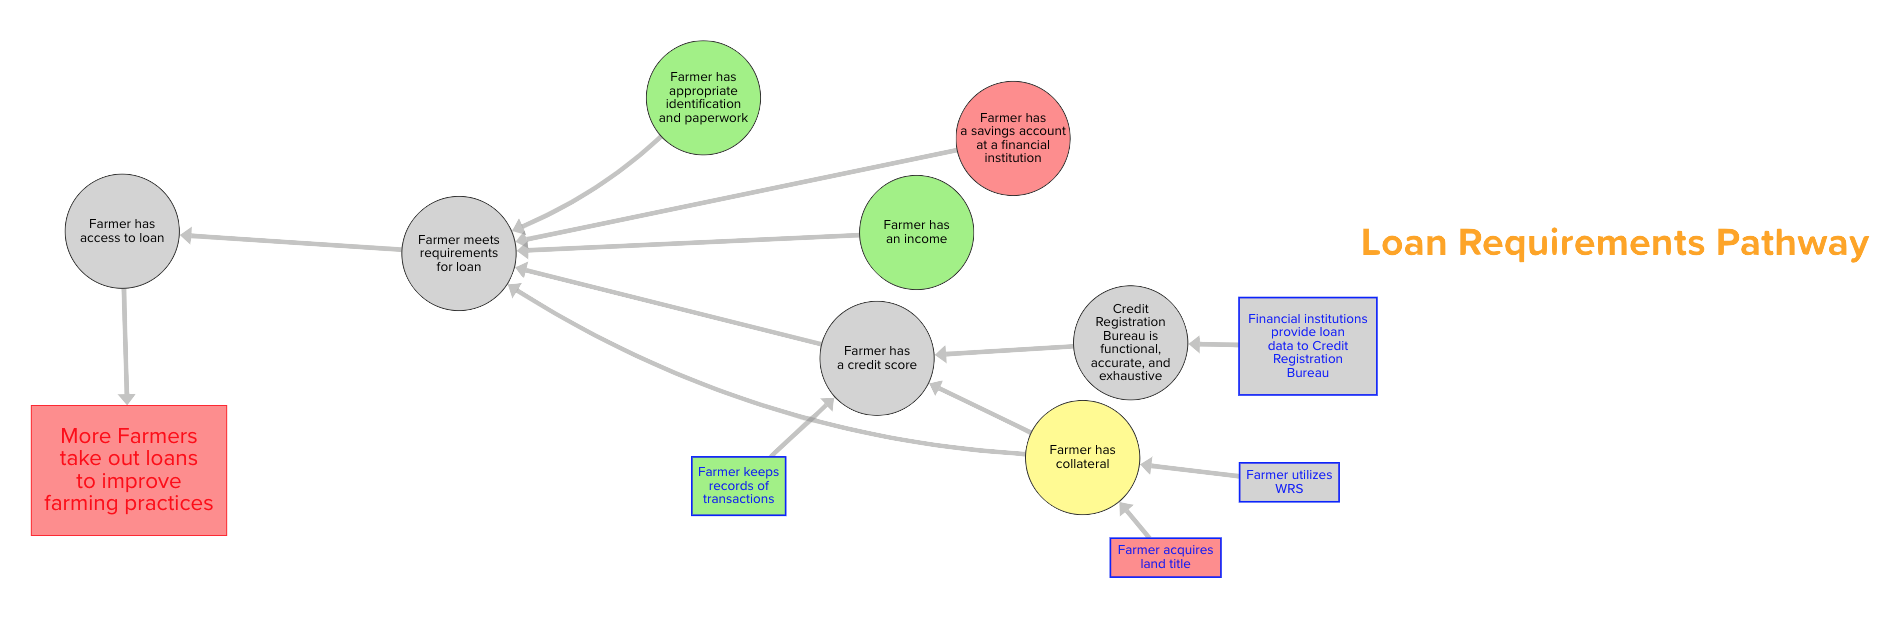 Farmer has
appropriate
identification
and paperwork
Farmer has
a savings account
at a financial
institution
Farmer has
access to loan
Farmer meets
requirements
for loan
Farmer has
an income
Loan Requirements Pathway
Farmer has
a credit score
Credit
Registration
Bureau is
functional,
accurate, and
exhaustive
Financial institutions
provide loan
data to Credit
Registration
Bureau
More Farmers
take out loans
to improve
farming practices
Farmer keeps
records of
transactions
Farmer has
collateral
Farmer utilizes
WRS
Farmer acquires
land title